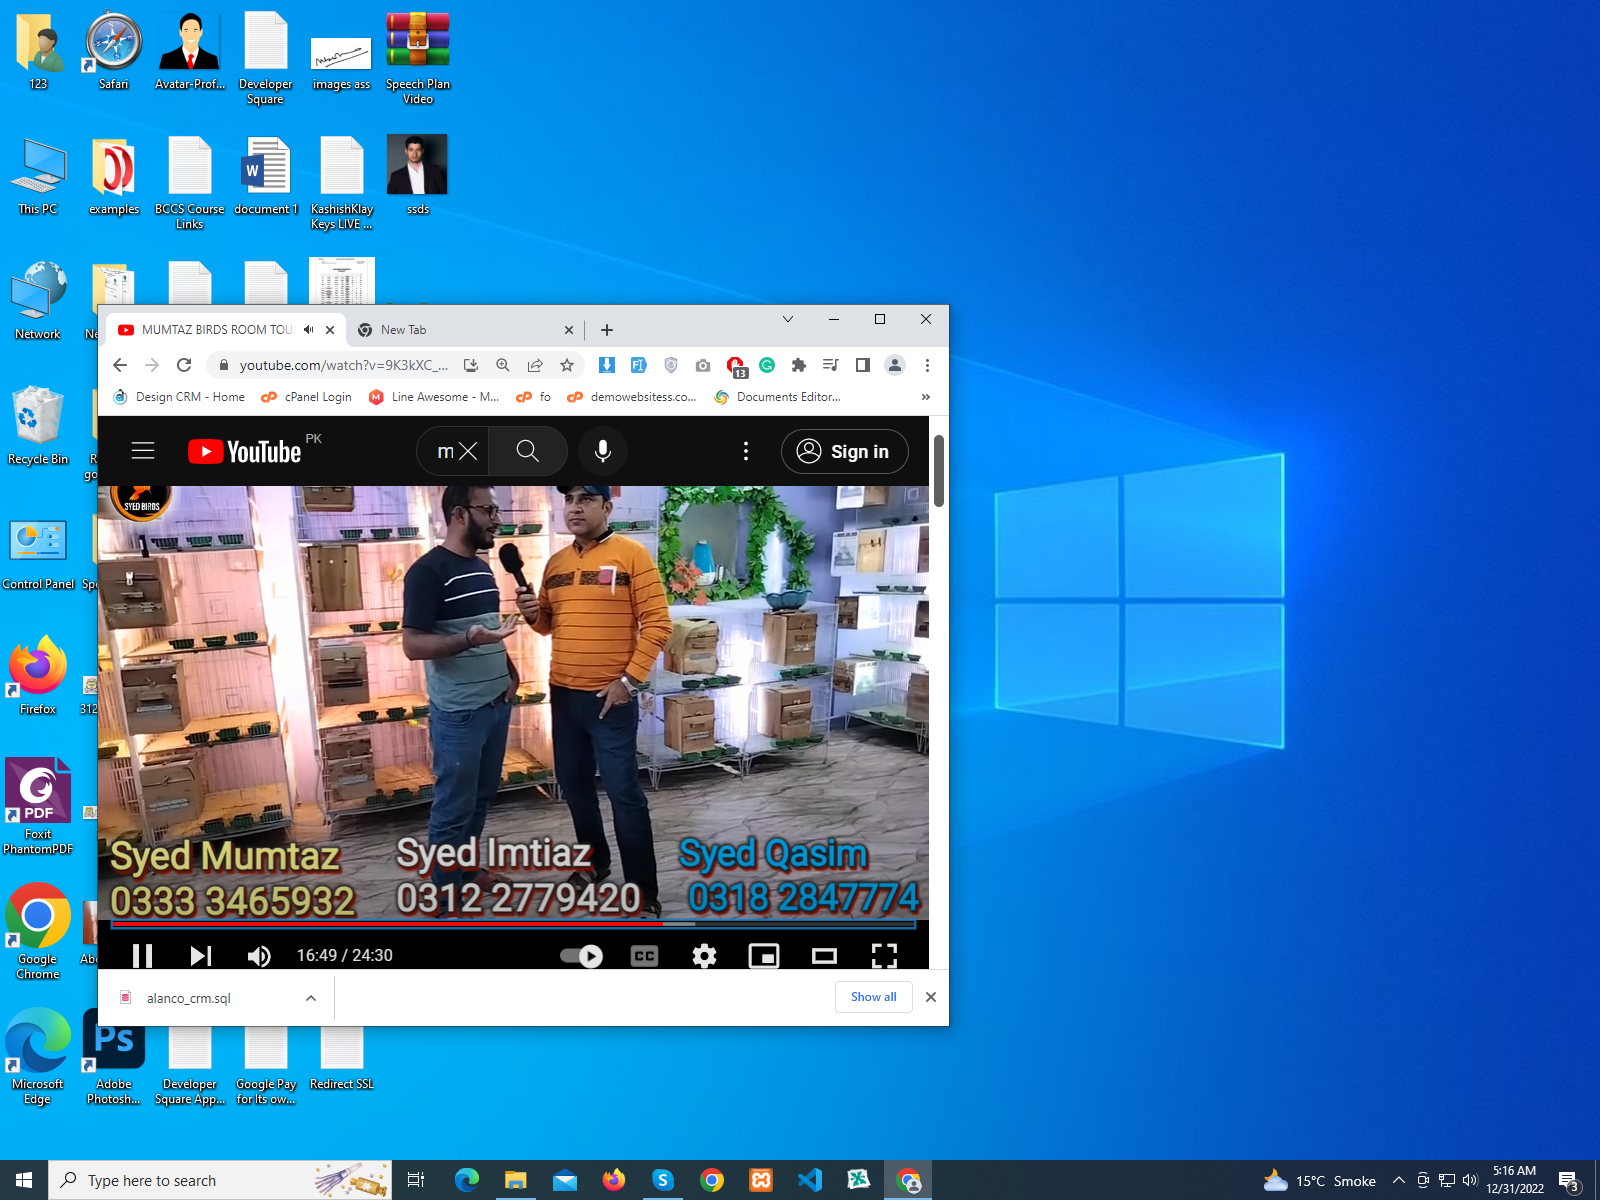 123
Safari
Avatar-Prof...
Developer
Square
images ass
Speech Plan
Video
This PC
examples
BCCS Course
Links
W
document 1
KashishKlay
Keys LIVE ...
ssds
Network
Recycle Bin
Control Panel
Firefox
312
PDF
Foxit
PhantomPDF
Google
Chrome
Microsoft
Edge
Ps
Adobe
Photosh...
Developer
Square App...
Google Pay
for Its ow...
Redirect SSL
MUMTAZ BIRDS ROOM TOU
New Tab
youtube.com/watch?v=9K3kXC_...
13
Design CRM - Home
cPanel Login
Line Awesome - M...
fo
demowebsitess.co...
Documents Editor...
YouTube PK
m
Sign in
SYED BIRDS
Syed Mumtaz
0333 3465932
Syed Imtiaz
0312 2779420
Syed Qasim
0318 2847774
16:49 / 24:30
CC
alanco_crm.sql
Show all
Type here to search
15°C Smoke
5:16 AM
12/31/2022
3